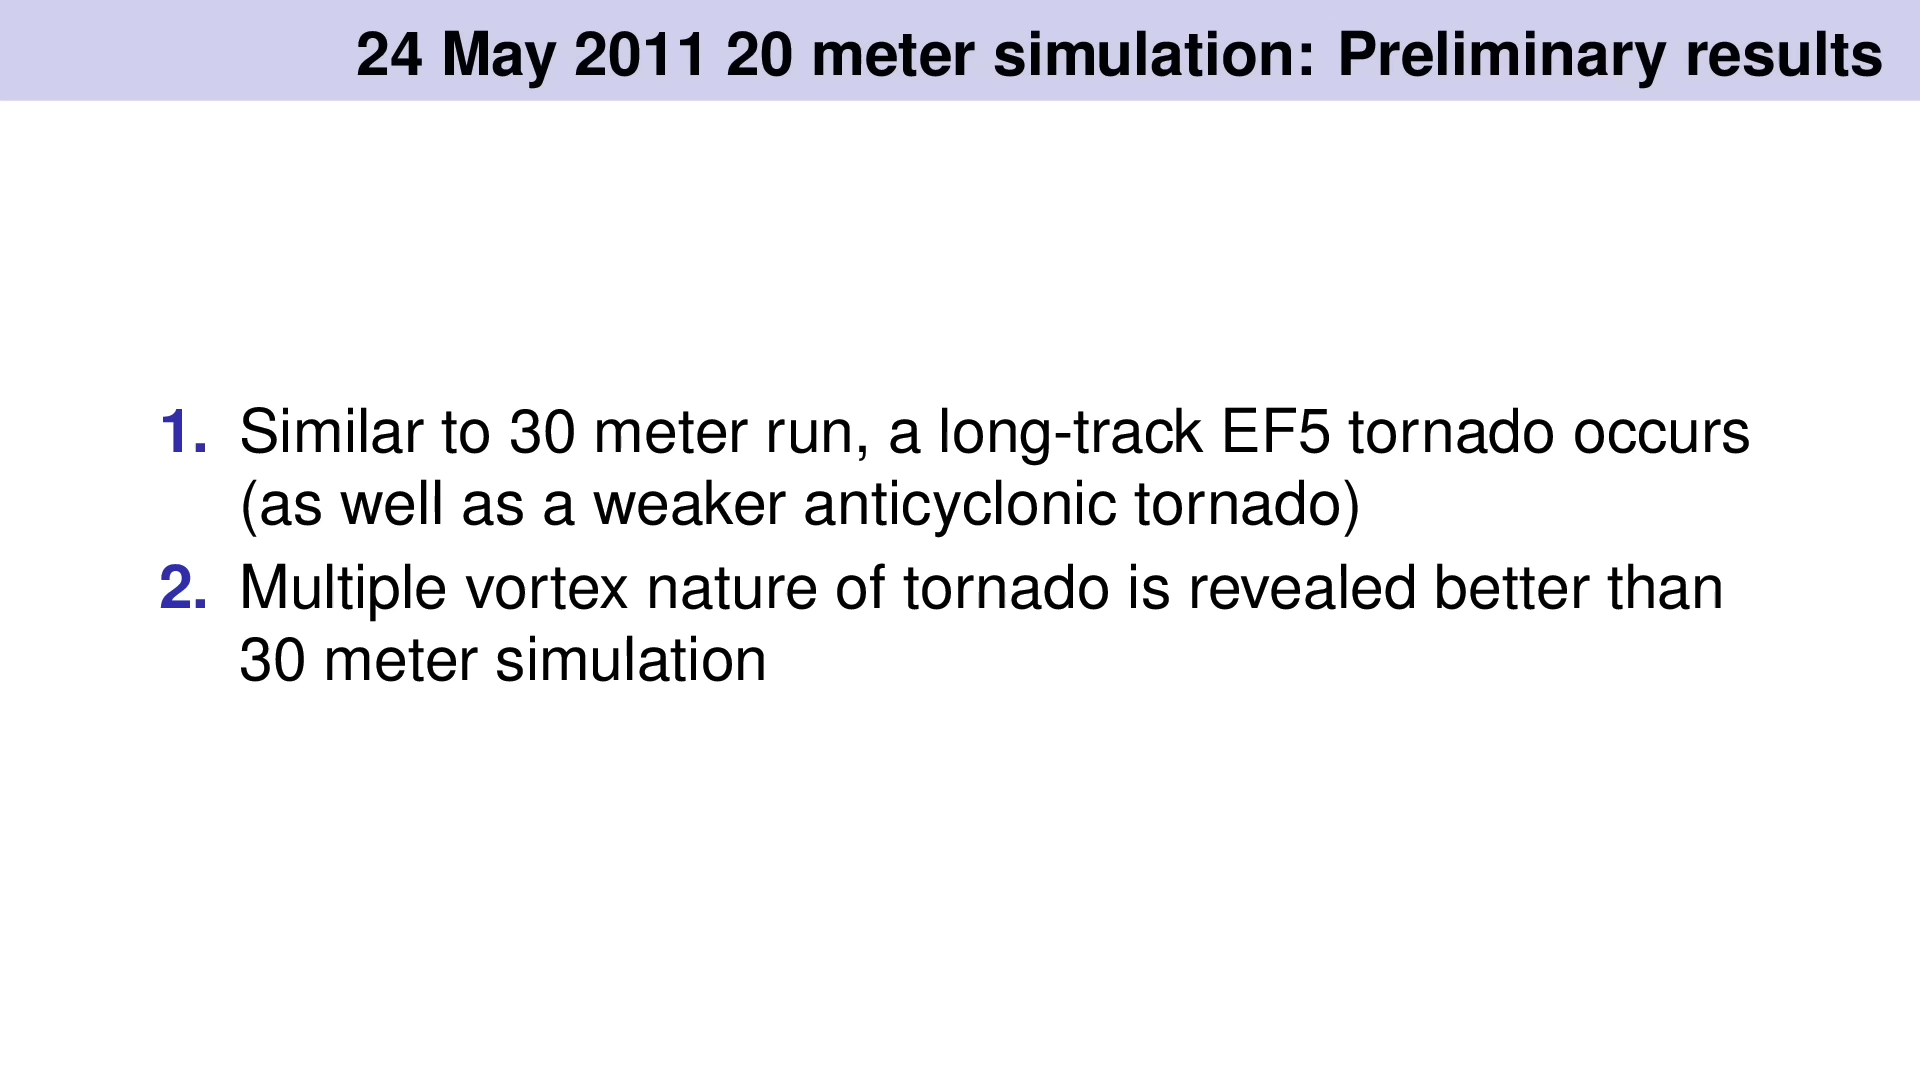 24 May 2011 20 meter simulation: Preliminary results
1. Similar to 30 meter run, a long-track EF5 tornado occurs
(as well as a weaker anticyclonic tornado)
2. Multiple vortex nature of tornado is revealed better than
30 meter simulation